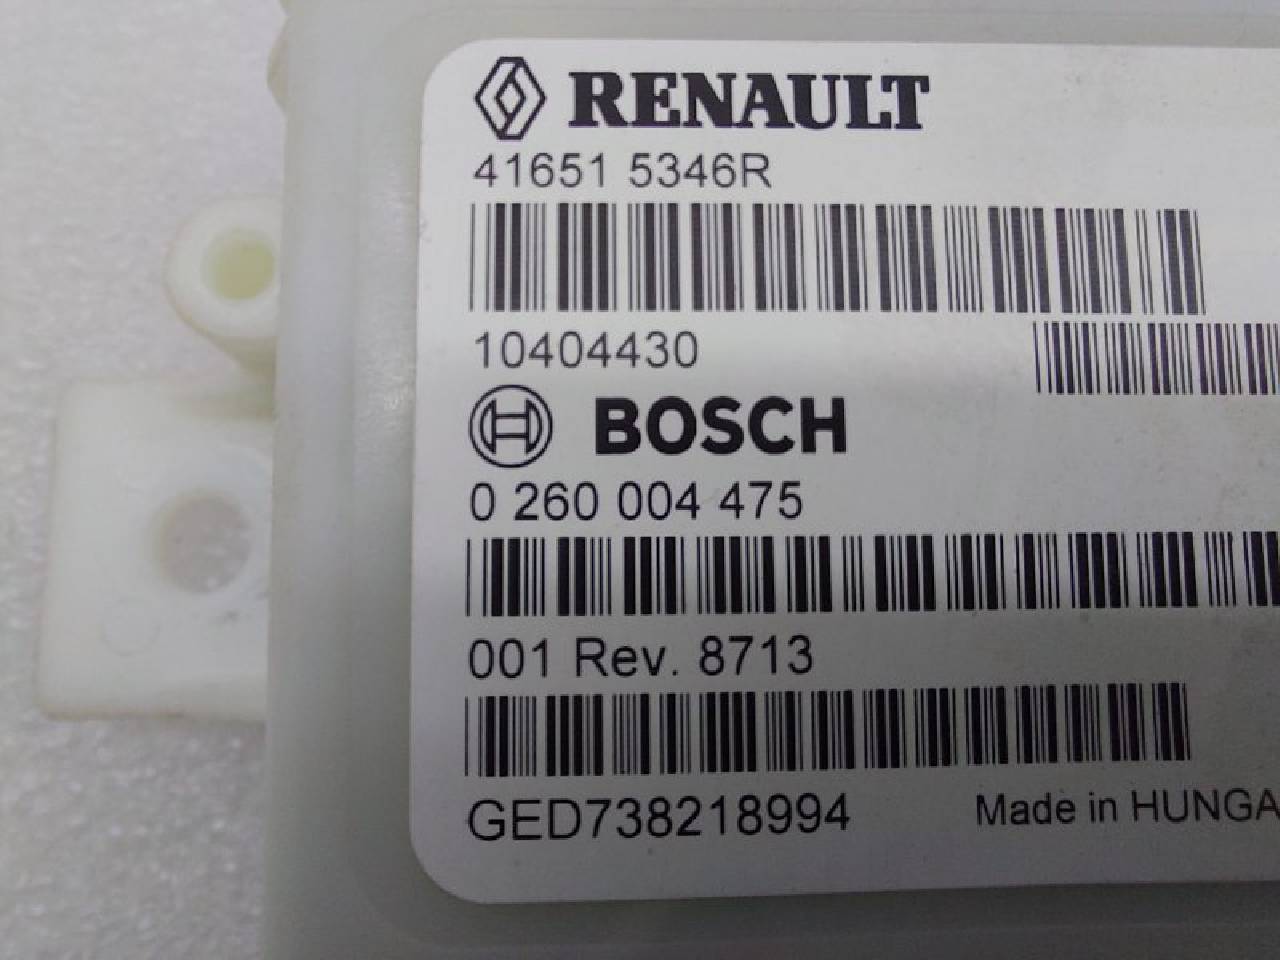 RENAULT
41651 5346R
10404430
BOSCH
0 260 004 475
001 Rev. 8713
GED738218994
Made in HUNGA